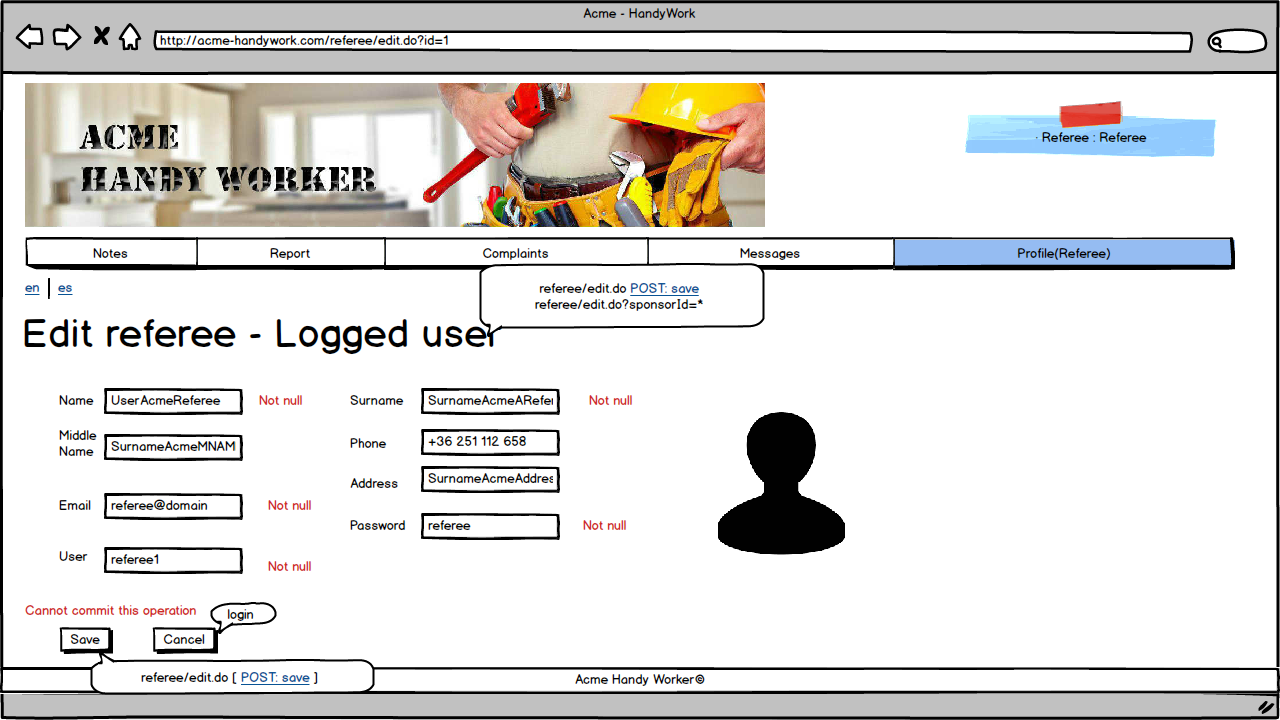 Acme - HandyWork
http://acme-handywork.com/referee/edit.do?id=1
ACME
HANDY WORKER
· Referee : Referee
Notes
Report
Complaints
Messages
Profile(Referee)
en
es
referee/edit.do POST: save
referee/edit.do?sponsorId=*
Edit referee - Logged user
Name
UserAcmeReferee
Not null
Surname
SurnameAcmeARefer
Not null
Middle
Name
SurnameAcmeMNAM
Phone
+36 251 112 658
Address
SurnameAcmeAddres
Email
referee@domain
Not null
Password
referee
Not null
User
referee1
Not null
Cannot commit this operation
login
Save
Cancel
referee/edit.do [ POST: save ]
Acme Handy Worker©